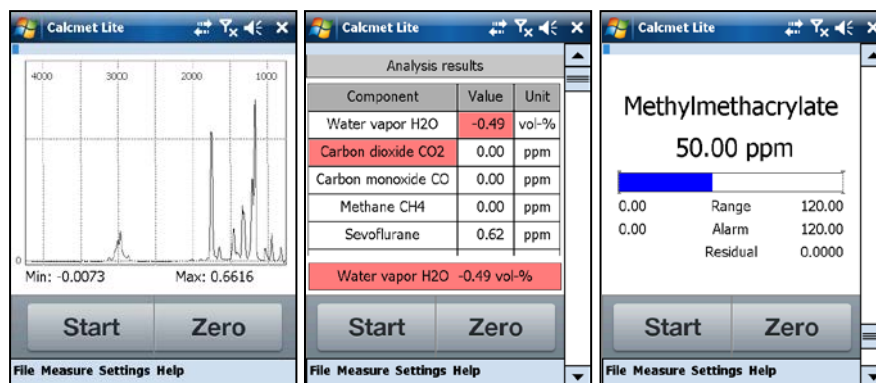 Calcmet Lite
4000 3000 2000 1000
0
Min: -0.0073 Max: 0.6616
Start Zero
File Measure Settings Help
Calcmet Lite
Analysis results
Component Value Unit
Water vapor H2O -0.49 vol-%
Carbon dioxide CO2 0.00 ppm
Carbon monoxide CO 0.00 ppm
Methane CH4 0.00 ppm
Sevoflurane 0.62 ppm
Water vapor H2O -0.49 vol-%
Start Zero
File Measure Settings Help
Calcmet Lite
Methylmethacrylate
50.00 ppm
0.00 Range 120.00
0.00 Alarm 120.00
Residual 0.0000
Start Zero
File Measure Settings Help